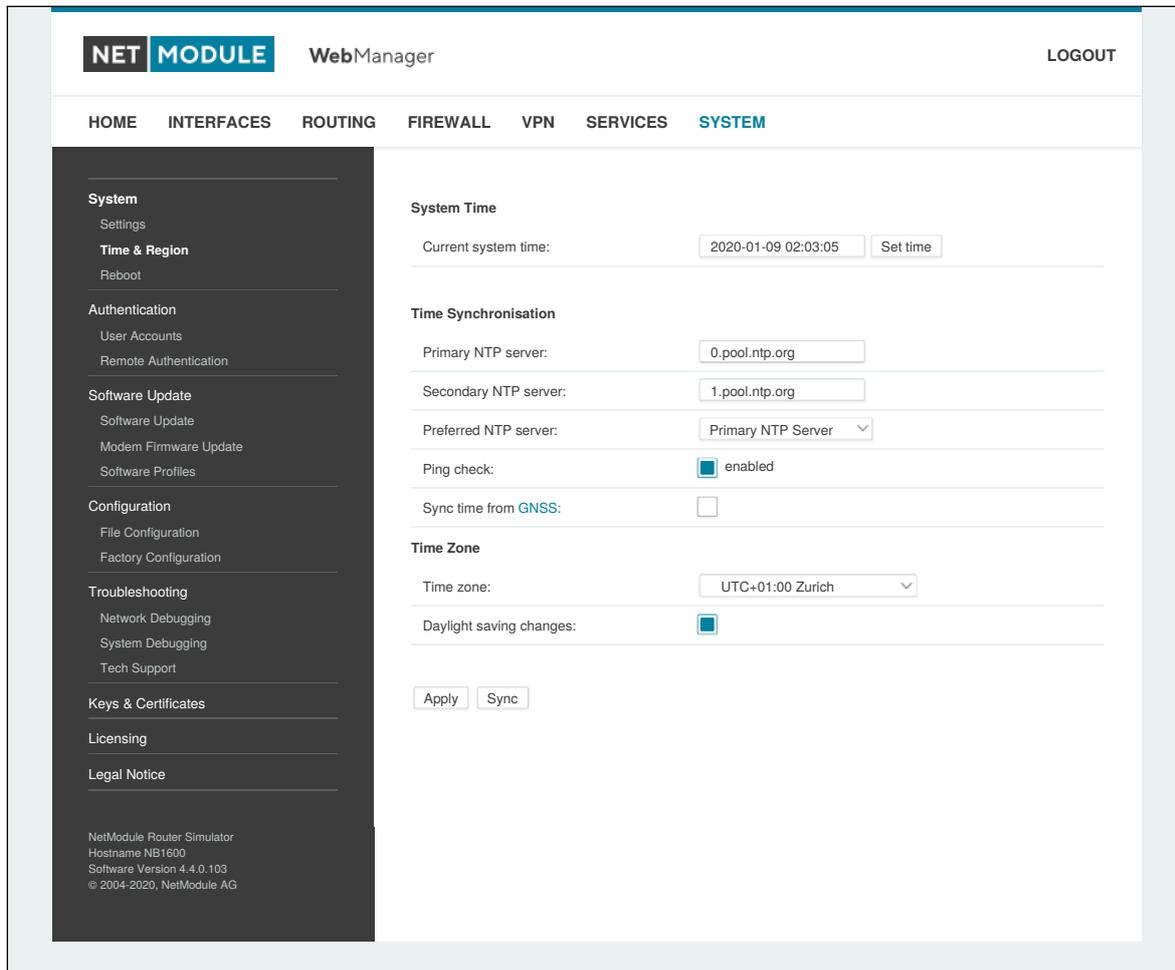 NET MODULE WebManager LOGOUT
HOME INTERFACES ROUTING FIREWALL VPN SERVICES SYSTEM
System
Settings
Time & Region
Reboot
Authentication
User Accounts
Remote Authentication
Software Update
Software Update
Modem Firmware Update
Software Profiles
Configuration
File Configuration
Factory Configuration
Troubleshooting
Network Debugging
System Debugging
Tech Support
Keys & Certificates
Licensing
Legal Notice
NetModule Router Simulator
Hostname NB1600
Software Version 4.4.0.103
© 2004-2020, NetModule AG
System Time
Current system time: 2020-01-09 02:03:05 Set time
Time Synchronisation
Primary NTP server: 0.pool.ntp.org
Secondary NTP server: 1.pool.ntp.org
Preferred NTP server: Primary NTP Server
Ping check: enabled
Sync time from GNSS:
Time Zone
Time zone: UTC+01:00 Zurich
Daylight saving changes:
Apply Sync